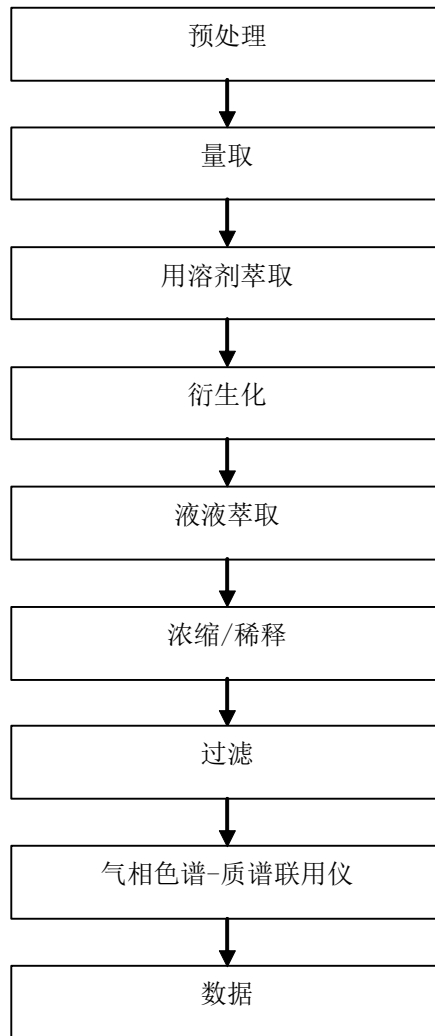 预处理
量取
用溶剂萃取
衍生化
液液萃取
浓缩/稀释
过滤
气相色谱-质谱联用仪
数据